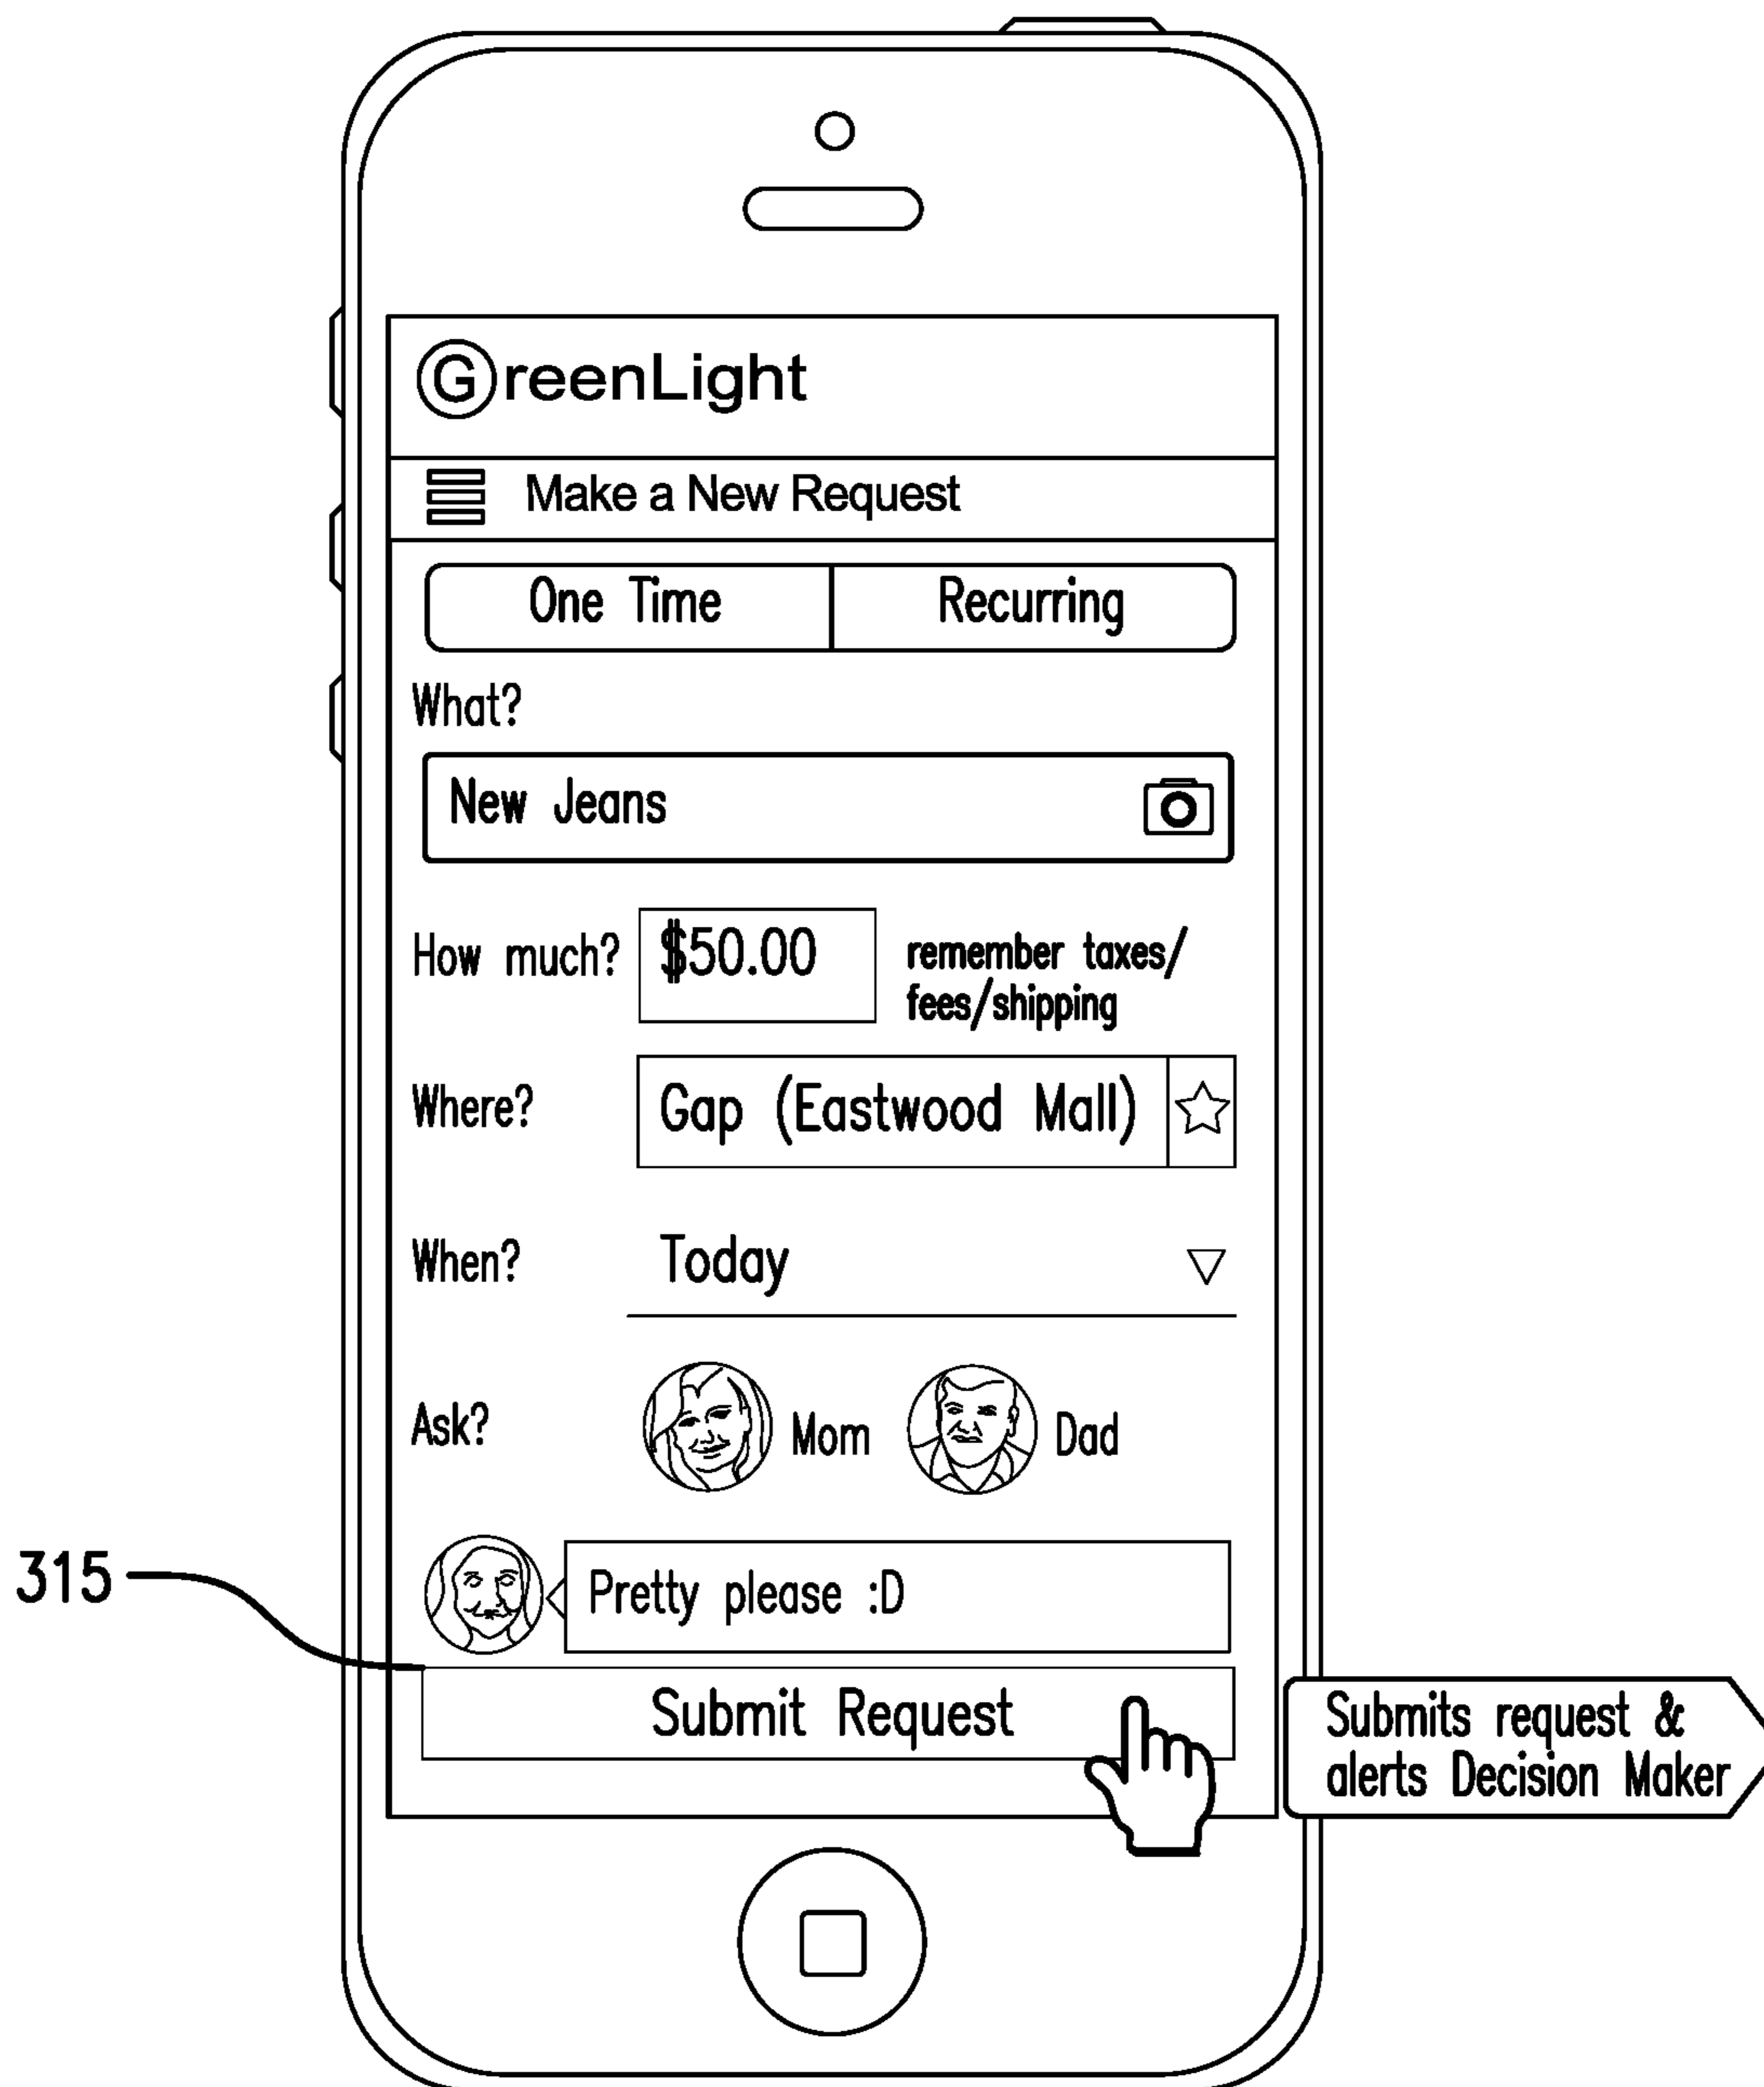 GreenLight
Make a New Request
One Time Recurring
What?
New Jeans
How much? $50.00 remember taxes/
fees/shipping
Where? Gap (Eastwood Mall)
When? Today
Ask? Mom Dad
315
Pretty please :D
Submit Request
Submits request &
alerts Decision Maker